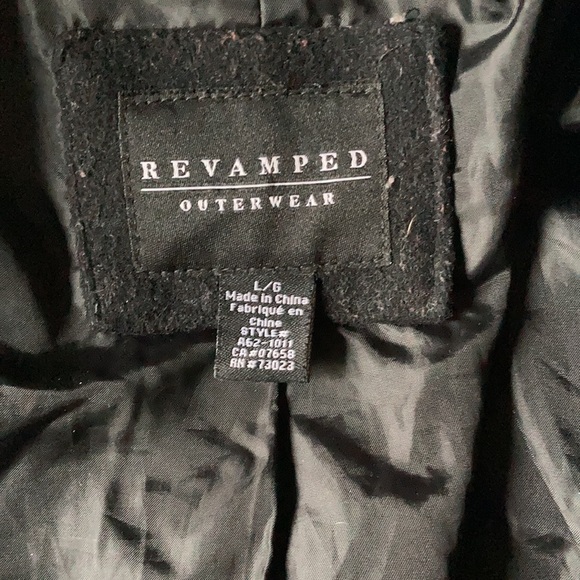 REVAMPED
OUTERWEAR
L/G
Made in China
Fabriqué en
Chine
STYLE#
A62-1011
CA#07658
RN#73023